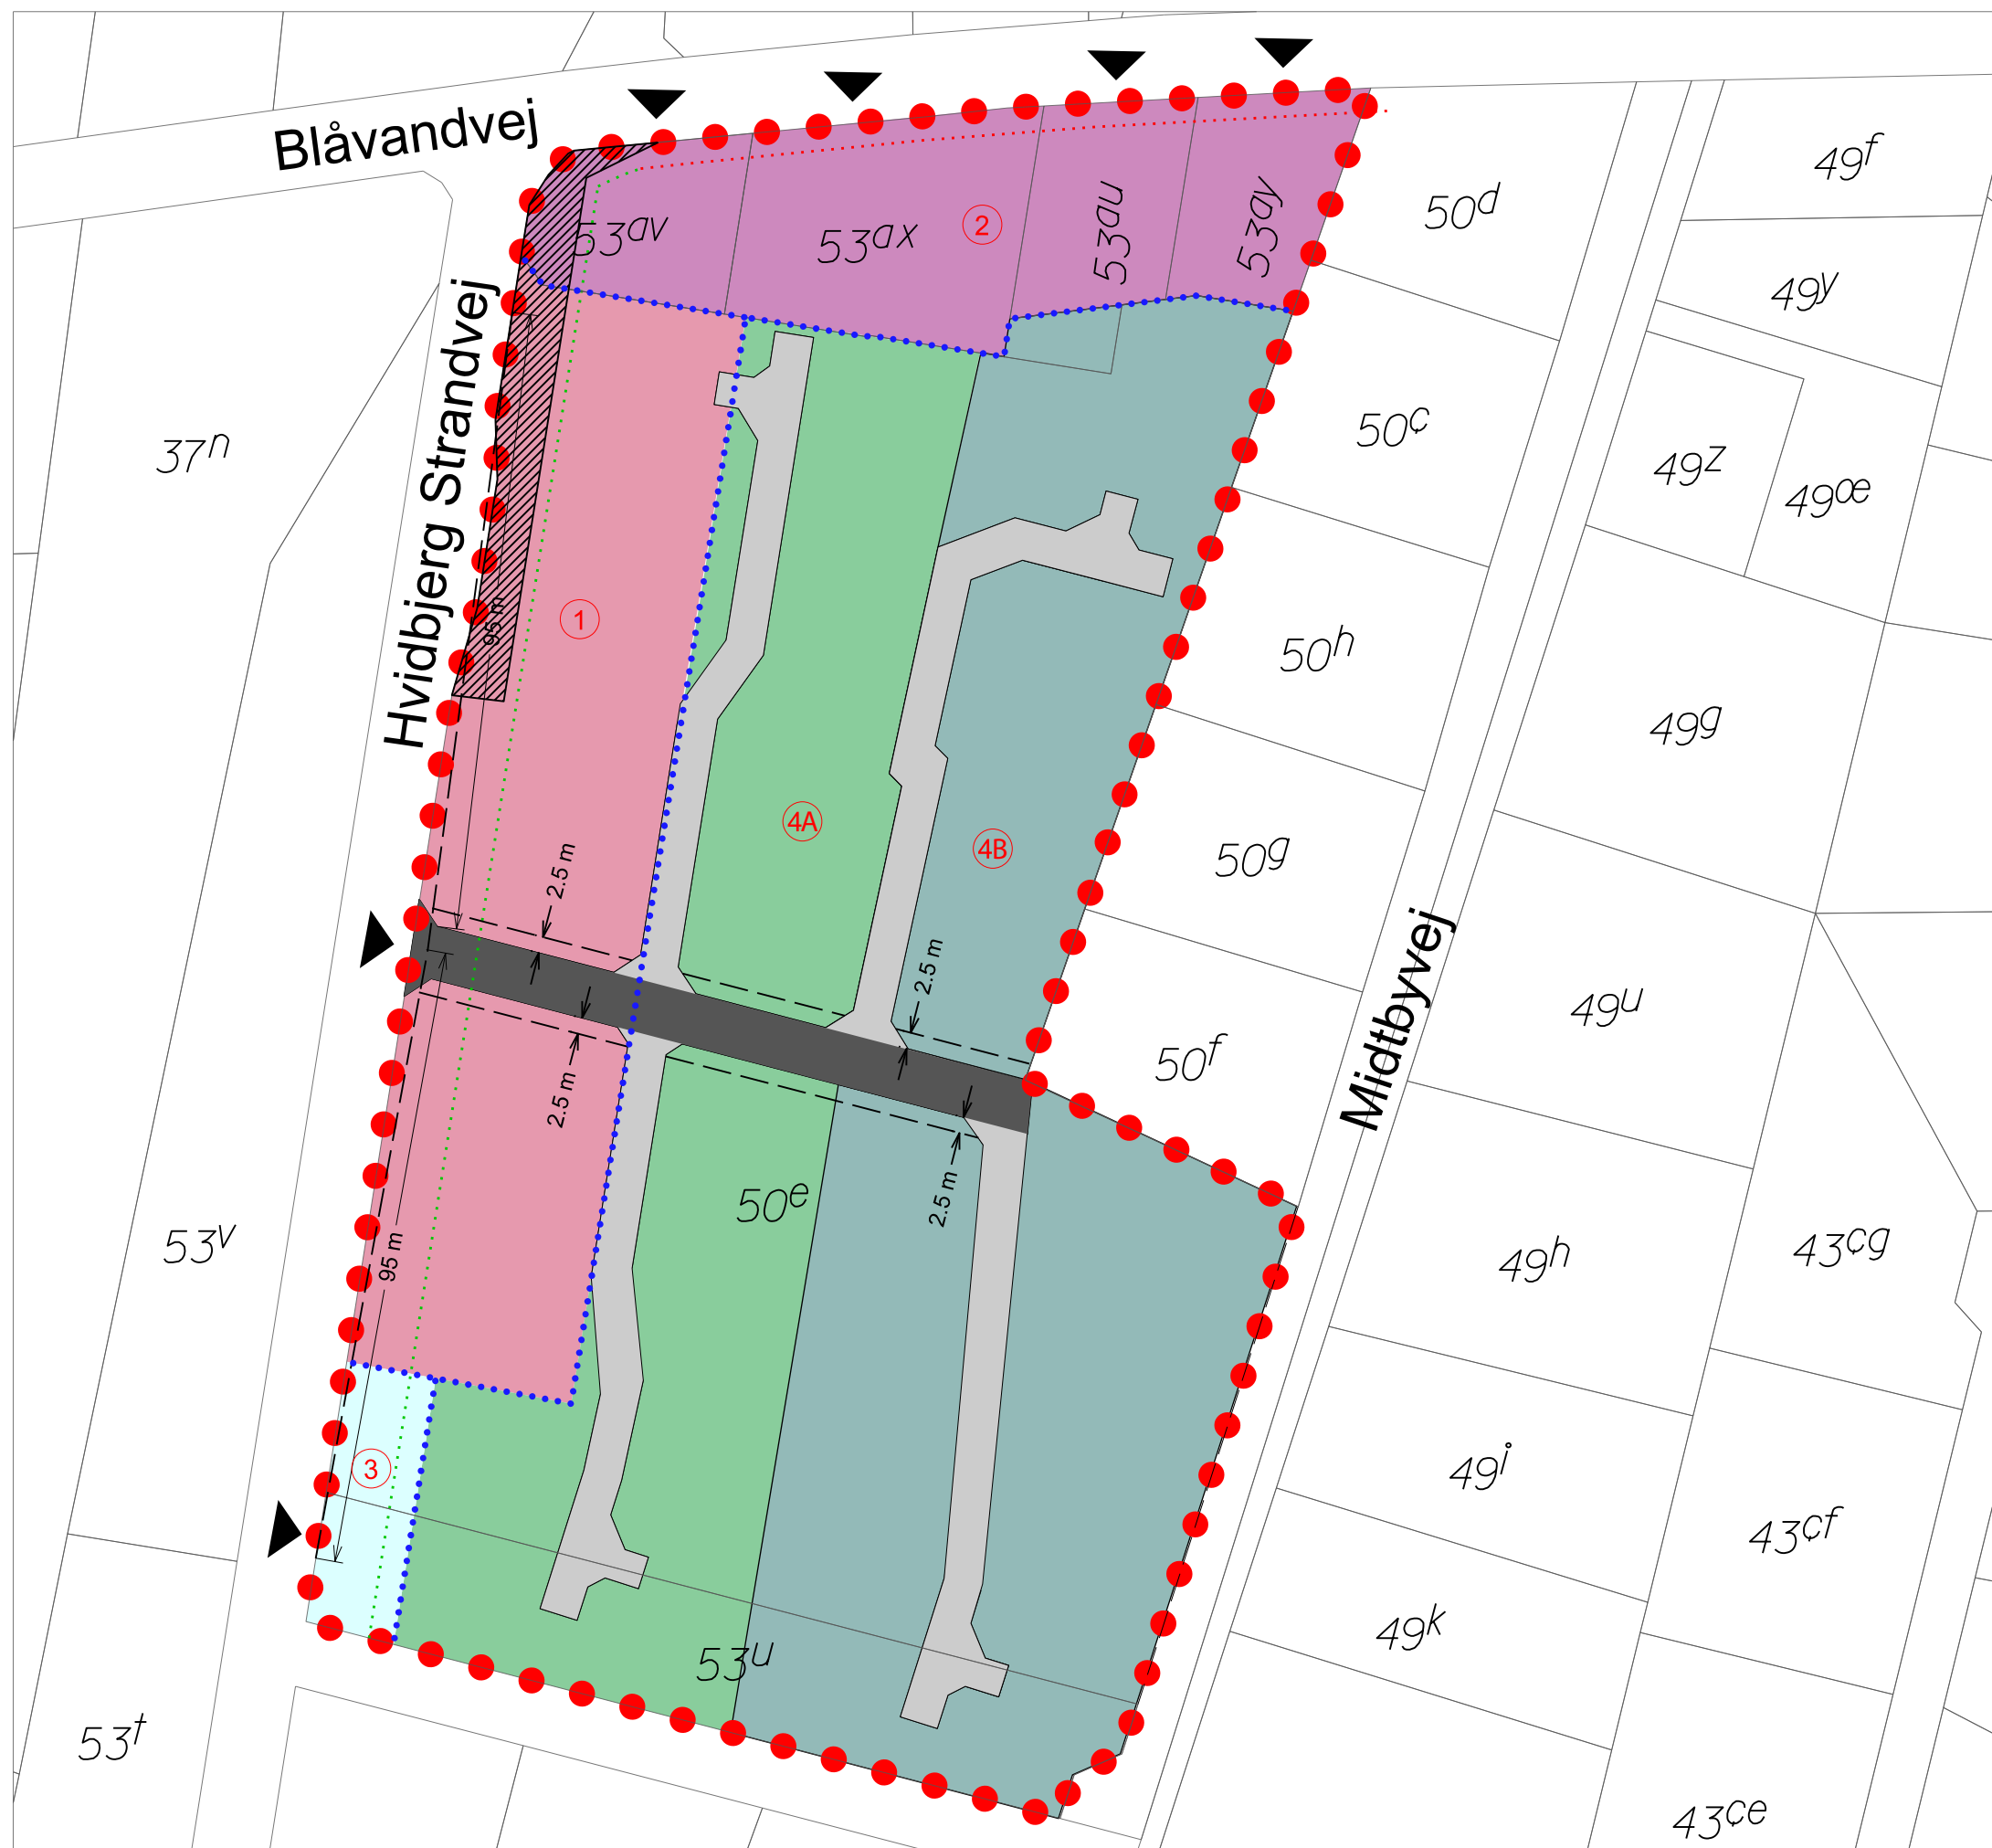 Blåvandvej
Hvidbjerg Strandvej
Midtbyvej
49f
50d
53av
53ax
2
53au
53ay
49y
37n
50c
49z
49æ
95 m
1
50h
49g
4A
4B
2.5 m
50g
2.5 m
49u
50f
2.5 m
2.5 m
50e
53v
95 m
49h
43cg
3
49i
43cf
49k
53u
53t
43ce